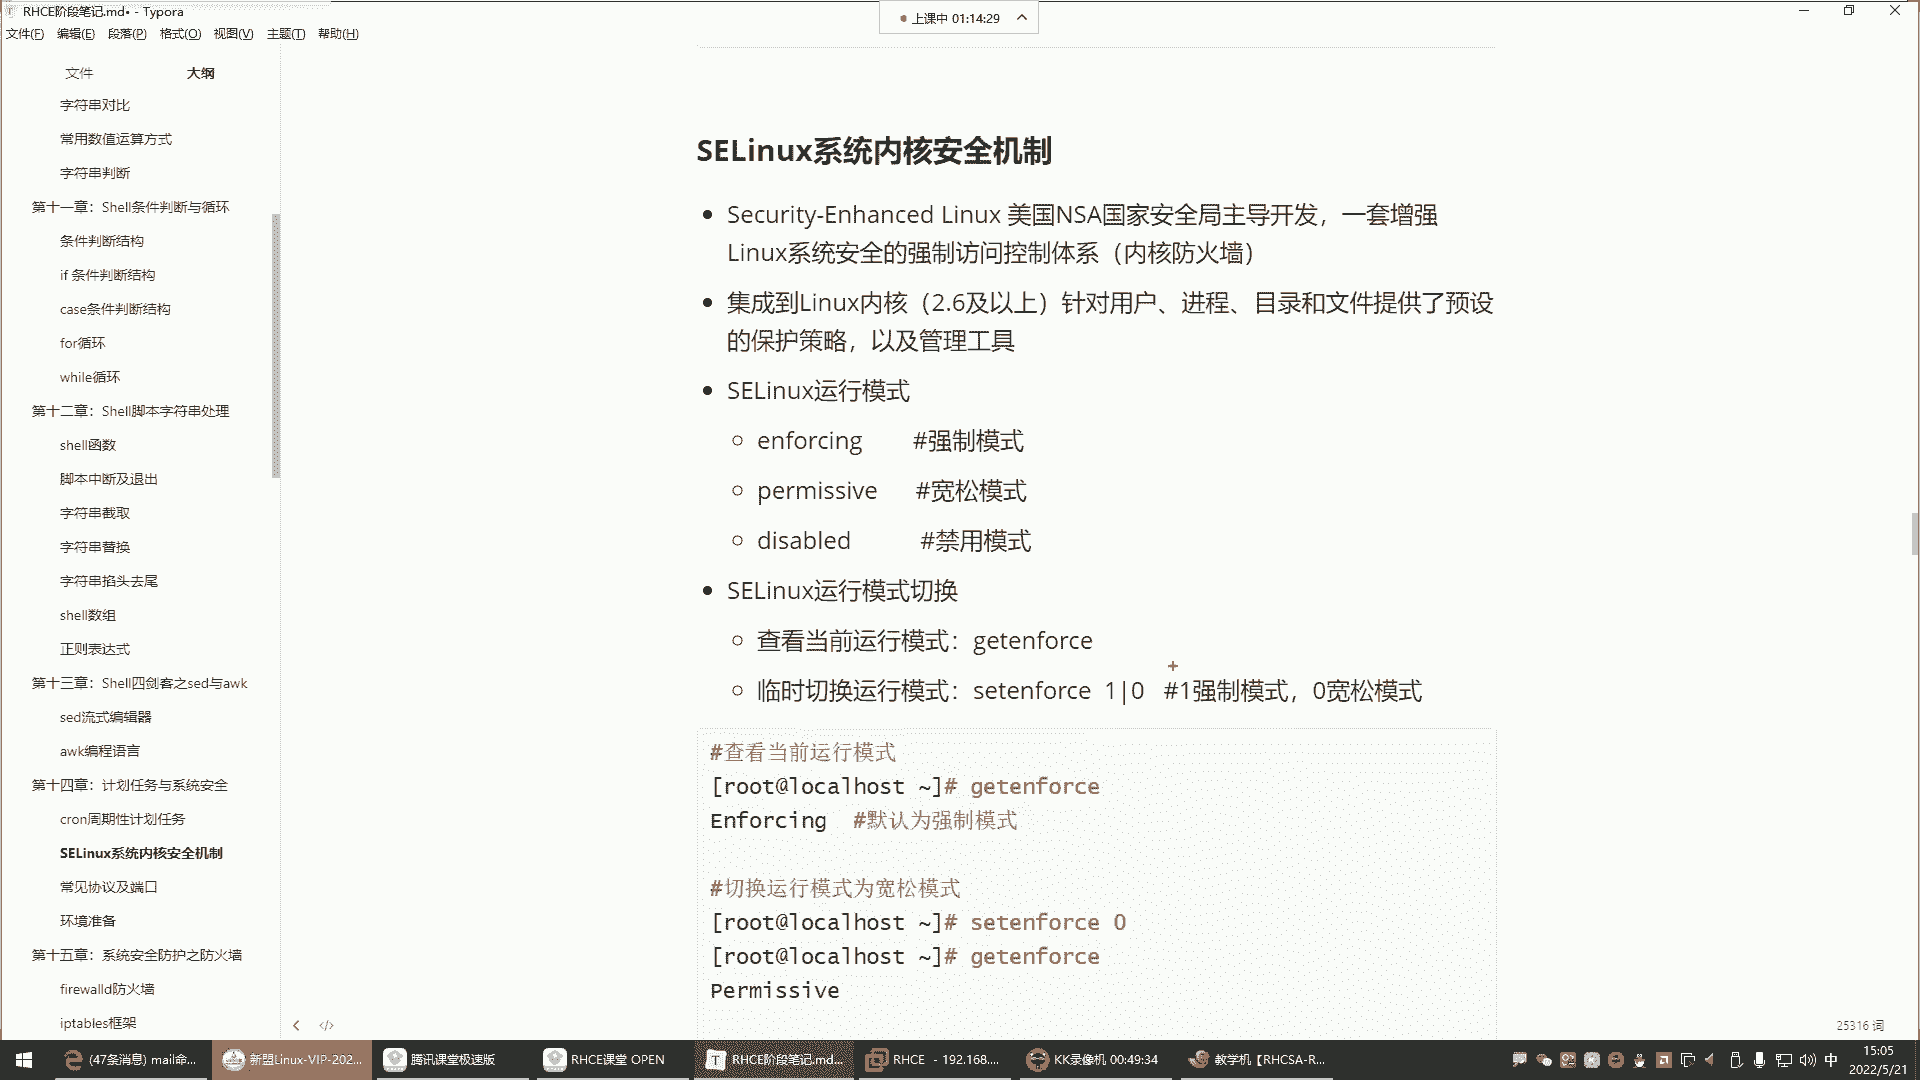 RHCE阶段笔记.md• - Typora
上课中 01:14:29
文件(F) 编辑(E) 段落(P) 格式(O) 视图(V) 主题(T) 帮助(H)
文件 大纲
字符串对比
常用数值运算方式
字符串判断
第十一章：Shell条件判断与循环
条件判断结构
if 条件判断结构
case条件判断结构
for循环
while循环
第十二章：Shell脚本字符串处理
shell函数
脚本中断及退出
字符串截取
字符串替换
字符串掐头去尾
shell数组
正则表达式
第十三章：Shell四剑客之sed与awk
sed流式编辑器
awk编程语言
第十四章：计划任务与系统安全
cron周期性计划任务
SELinux系统内核安全机制
常见协议及端口
环境准备
第十五章：系统安全防护之防火墙
firewalld防火墙
iptables框架
SELinux系统内核安全机制
Security-Enhanced Linux 美国NSA国家安全局主导开发，一套增强
Linux系统安全的强制访问控制体系（内核防火墙）
集成到Linux内核（2.6及以上）针对用户、进程、目录和文件提供了预设
的保护策略，以及管理工具
SELinux运行模式
enforcing #强制模式
permissive #宽松模式
disabled #禁用模式
SELinux运行模式切换
查看当前运行模式：getenforce
临时切换运行模式：setenforce 1|0 #1强制模式，0宽松模式
#查看当前运行模式
[root@localhost ~]# getenforce
Enforcing #默认为强制模式
#切换运行模式为宽松模式
[root@localhost ~]# setenforce 0
[root@localhost ~]# getenforce
Permissive
25316 词
(47条消息) mail命... 新盟Linux-VIP-202... 腾讯课堂极速版 RHCE课堂 OPEN RHCE阶段笔记.md... RHCE - 192.168.... KK录像机 00:49:34 教学机【RHCSA-R... 中
15:05
2022/5/21